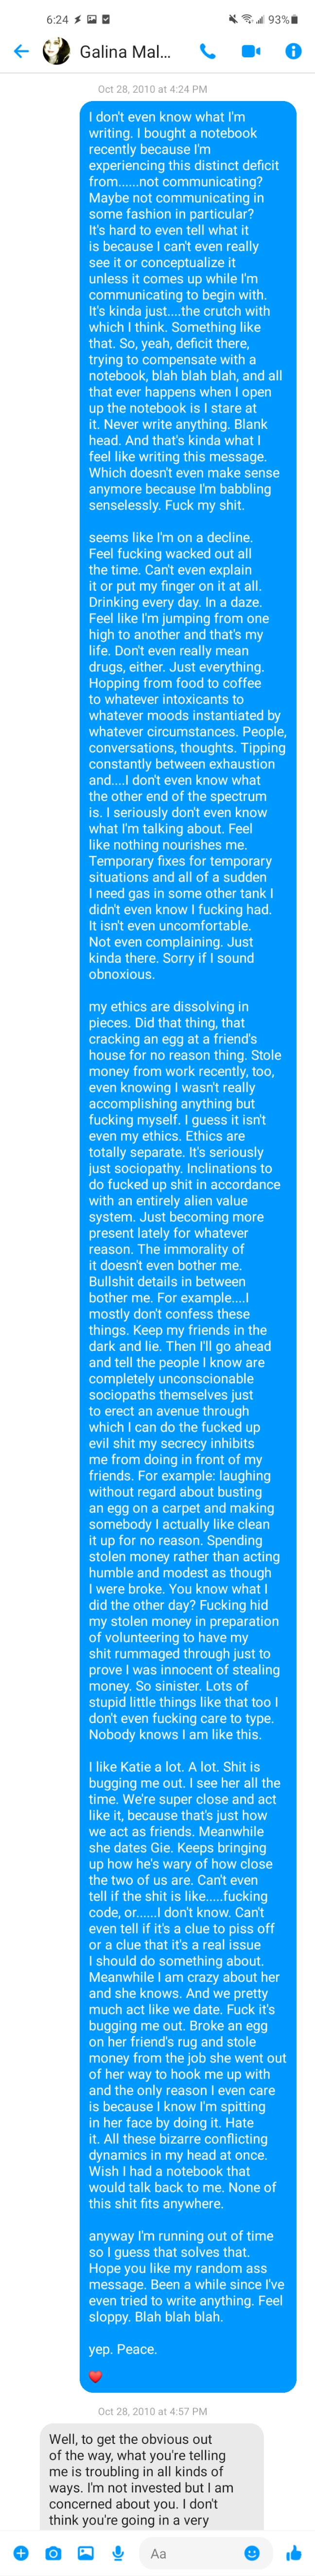 6:24
93%
Galina Mal...
Oct 28, 2010 at 4:24 PM
I don't even know what I'm
writing. I bought a notebook
recently because I'm
experiencing this distinct deficit
from......not communicating?
Maybe not communicating in
some fashion in particular?
It's hard to even tell what it
is because I can't even really
see it or conceptualize it
unless it comes up while I'm
communicating to begin with.
It's kinda just....the crutch with
which I think. Something like
that. So, yeah, deficit there,
trying to compensate with a
notebook, blah blah blah, and all
that ever happens when I open
up the notebook is I stare at
it. Never write anything. Blank
head. And that's kinda what I
feel like writing this message.
Which doesn't even make sense
anymore because I'm babbling
senselessly. Fuck my shit.
seems like I'm on a decline.
Feel fucking wacked out all
the time. Can't even explain
it or put my finger on it at all.
Drinking every day. In a daze.
Feel like I'm jumping from one
high to another and that's my
life. Don't even really mean
drugs, either. Just everything.
Hopping from food to coffee
to whatever intoxicants to
whatever moods instantiated by
whatever circumstances. People,
conversations, thoughts. Tipping
constantly between exhaustion
and....I don't even know what
the other end of the spectrum
is. I seriously don't even know
what I'm talking about. Feel
like nothing nourishes me.
Temporary fixes for temporary
situations and all of a sudden
I need gas in some other tank I
didn't even know I fucking had.
It isn't even uncomfortable.
Not even complaining. Just
kinda there. Sorry if I sound
obnoxious.
my ethics are dissolving in
pieces. Did that thing, that
cracking an egg at a friend's
house for no reason thing. Stole
money from work recently, too,
even knowing I wasn't really
accomplishing anything but
fucking myself. I guess it isn't
even my ethics. Ethics are
totally separate. It's seriously
just sociopathy. Inclinations to
do fucked up shit in accordance
with an entirely alien value
system. Just becoming more
present lately for whatever
reason. The immorality of
it doesn't even bother me.
Bullshit details in between
bother me. For example....I
mostly don't confess these
things. Keep my friends in the
dark and lie. Then I'll go ahead
and tell the people I know are
completely unconscionable
sociopaths themselves just
to erect an avenue through
which I can do the fucked up
evil shit my secrecy inhibits
me from doing in front of my
friends. For example: laughing
without regard about busting
an egg on a carpet and making
somebody I actually like clean
it up for no reason. Spending
stolen money rather than acting
humble and modest as though
I were broke. You know what I
did the other day? Fucking hid
my stolen money in preparation
of volunteering to have my
shit rummaged through just to
prove I was innocent of stealing
money. So sinister. Lots of
stupid little things like that too I
don't even fucking care to type.
Nobody knows I am like this.
I like Katie a lot. A lot. Shit is
bugging me out. I see her all the
time. We're super close and act
like it, because that's just how
we act as friends. Meanwhile
she dates Gie. Keeps bringing
up how he's wary of how close
the two of us are. Can't even
tell if the shit is like.....fucking
code, or......I don't know. Can't
even tell if it's a clue to piss off
or a clue that it's a real issue
I should do something about.
Meanwhile I am crazy about her
and she knows. And we pretty
much act like we date. Fuck it's
bugging me out. Broke an egg
on her friend's rug and stole
money from the job she went out
of her way to hook me up with
and the only reason I even care
is because I know I'm spitting
in her face by doing it. Hate
it. All these bizarre conflicting
dynamics in my head at once.
Wish I had a notebook that
would talk back to me. None of
this shit fits anywhere.
anyway I'm running out of time
so I guess that solves that.
Hope you like my random ass
message. Been a while since I've
even tried to write anything. Feel
sloppy. Blah blah blah.
yep. Peace.
Oct 28, 2010 at 4:57 PM
Well, to get the obvious out
of the way, what you're telling
me is troubling in all kinds of
ways. I'm not invested but I am
concerned about you. I don't
think you're going in a very
Aa